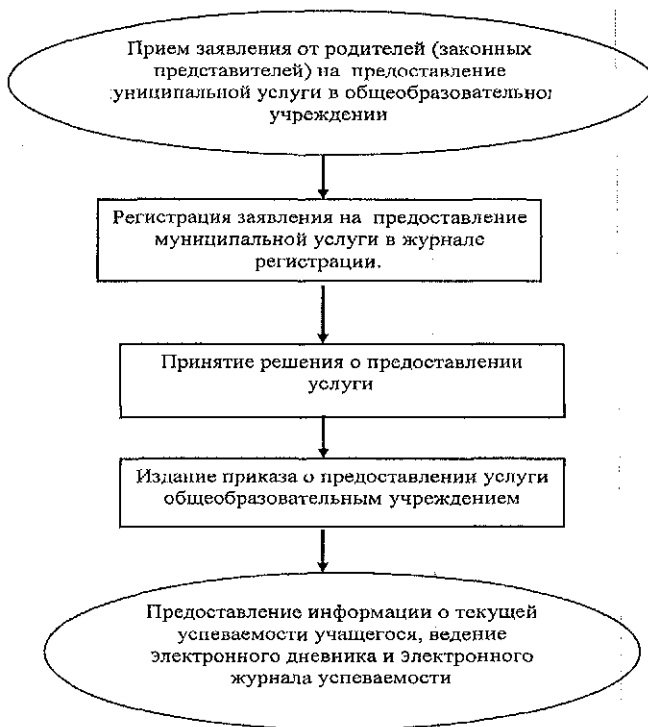 Прием заявления от родителей (законных
представителей) на предоставление
униципальной услуги в общеобразовательно
учреждении
Регистрация заявления на предоставление
муниципальной услуги в журнале
регистрации.
Принятие решения о предоставлении
услуги
Издание приказа о предоставлении услуги
общеобразовательным учреждением
Предоставление информации о текущей
успеваемости учащегося, ведение
электронного дневника и электронного
журнала успеваемости